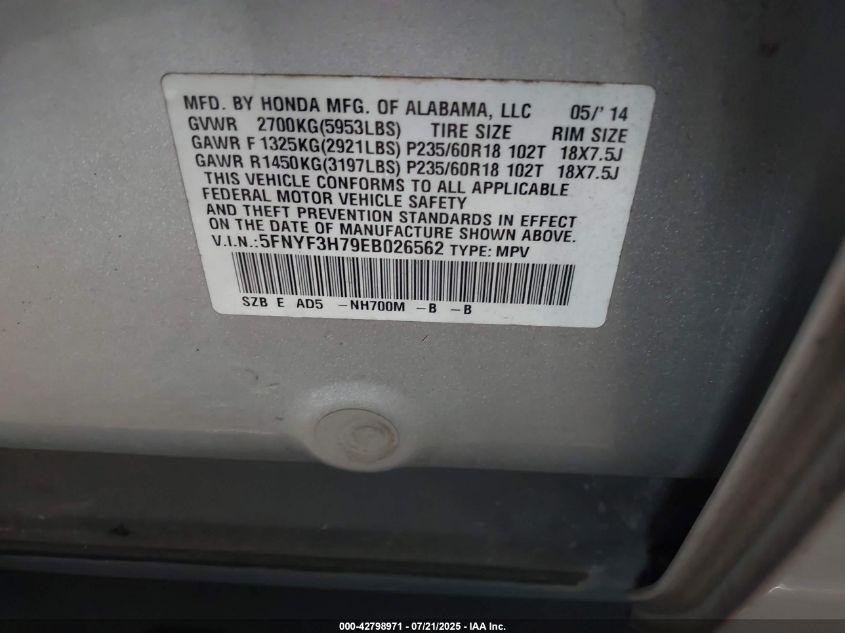 MFD. BY HONDA MFG. OF ALABAMA, LLC 05/'14
GVWR 2700KG(5953LBS) TIRE SIZE RIM SIZE
GAWR F 1325KG(2921LBS) P235/60R18 102T 18X7.5J
GAWR R1450KG(3197LBS) P235/60R18 102T 18X7.5J
THIS VEHICLE CONFORMS TO ALL APPLICABLE
FEDERAL MOTOR VEHICLE SAFETY
AND THEFT PREVENTION STANDARDS IN EFFECT
ON THE DATE OF MANUFACTURE SHOWN ABOVE.
V.I.N.:5FNYF3H79EB026562 TYPE: MPV
SZB E AD5 -NH700M -B -B
000-42798971 / 07/21/2025 - IAA Inc.